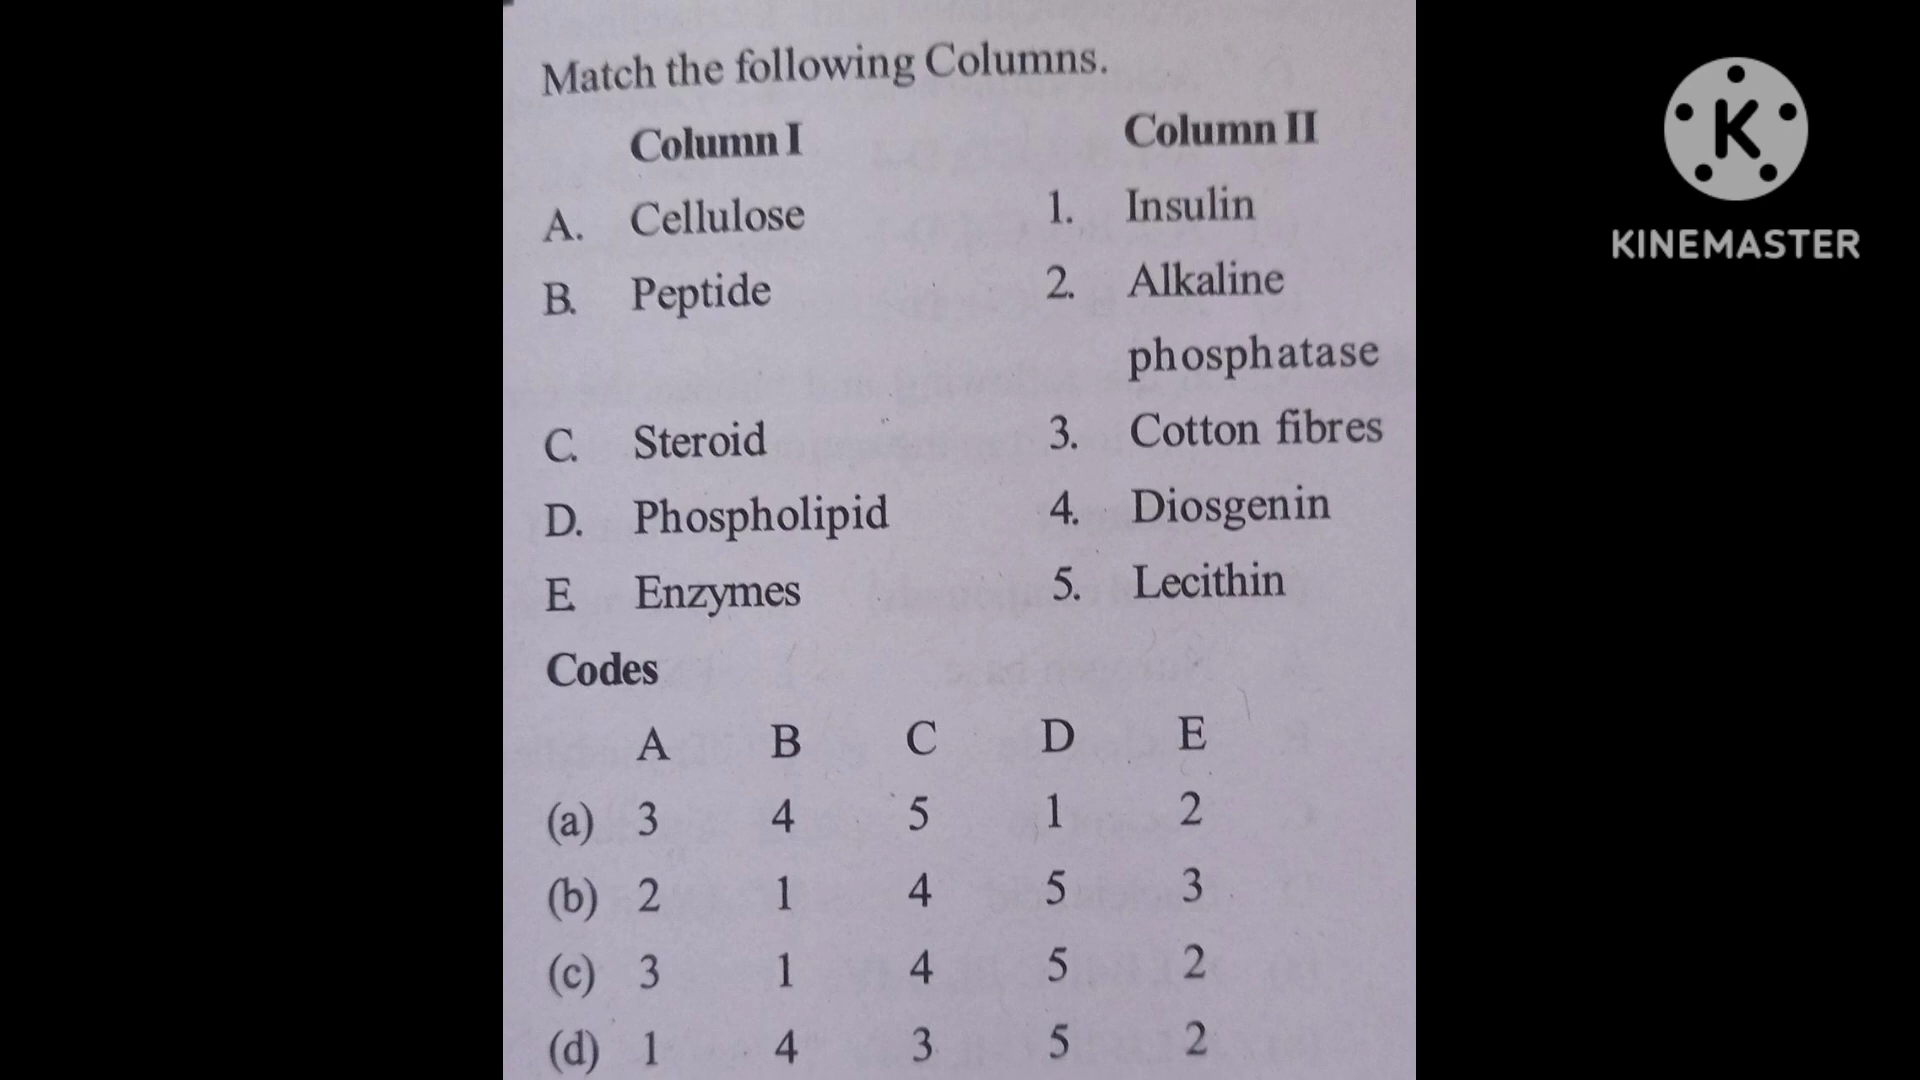 Match the following Columns.
Column I Column II
A. Cellulose 1. Insulin
B. Peptide 2. Alkaline
phosphatase
C. Steroid 3. Cotton fibres
D. Phospholipid 4. Diosgenin
E Enzymes 5. Lecithin
Codes
A B C D E
(a) 3 4 5 1 2
(b) 2 1 4 5 3
(c) 3 1 4 5 2
(d) 1 4 3 5 2
K
KINEMASTER